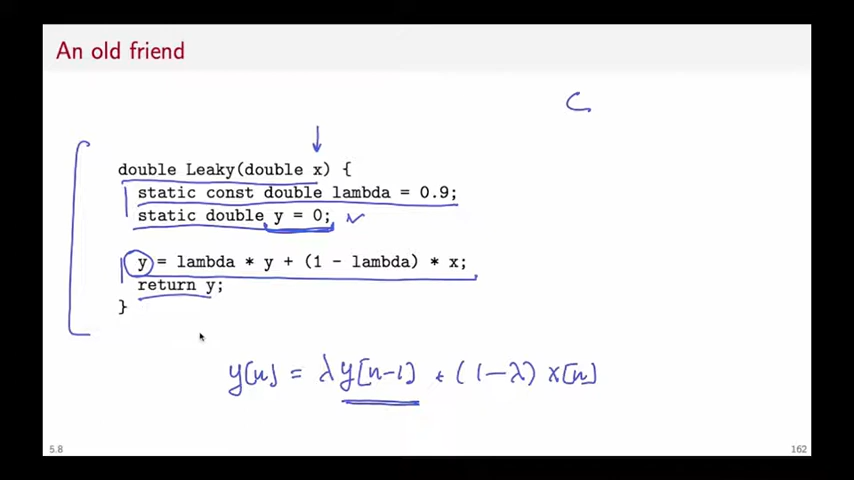 An old friend
C
double Leaky(double x) {
static const double lambda = 0.9;
static double y = 0;
y = lambda * y + (1 - lambda) * x;
return y;
}
y[n] = λy[n-1] + (1-λ) x[n]
5.8
162